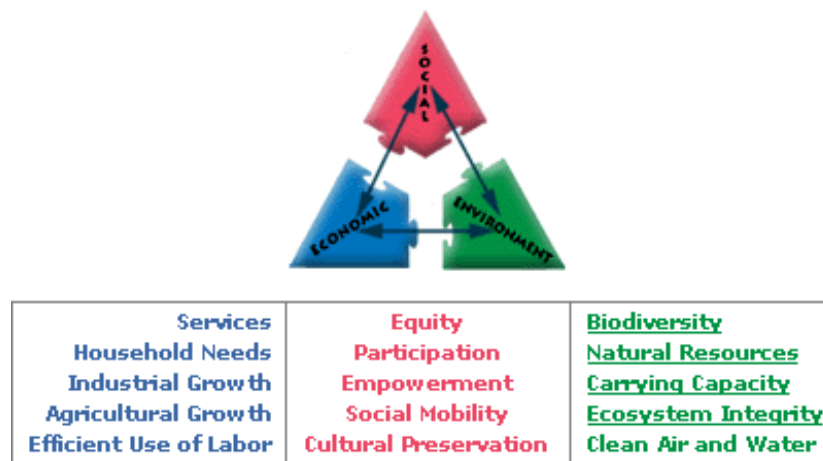 SOCIAL
ECONOMIC
ENVIRONMENT
Services
Household Needs
Industrial Growth
Agricultural Growth
Efficient Use of Labor
Equity
Participation
Empowerment
Social Mobility
Cultural Preservation
Biodiversity
Natural Resources
Carrying Capacity
Ecosystem Integrity
Clean Air and Water